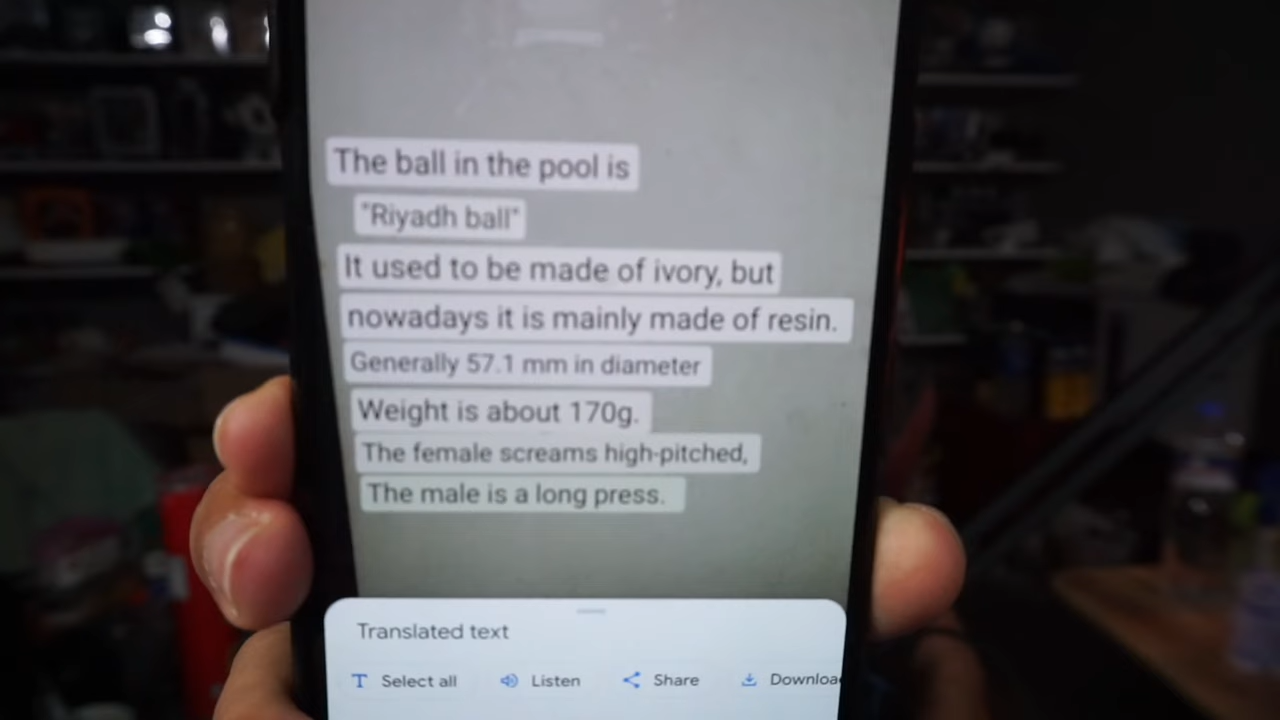 The ball in the pool is
"Riyadh ball"
It used to be made of ivory, but
nowadays it is mainly made of resin.
Generally 57.1 mm in diameter
Weight is about 170g.
The female screams high-pitched,
The male is a long press.
Translated text
Select all Listen Share Downloa